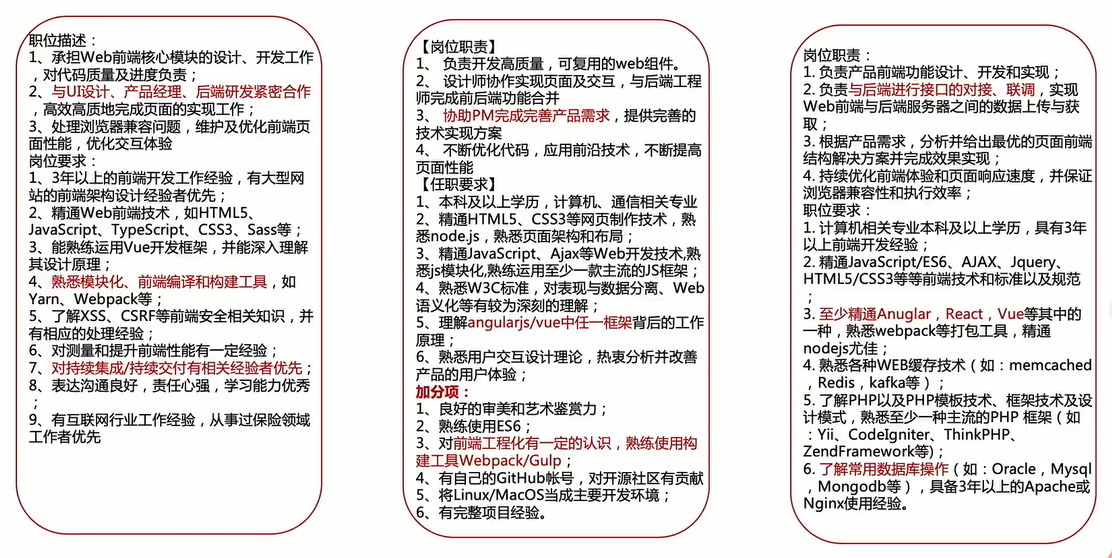 职位描述：
1、承担Web前端核心模块的设计、开发工作
，对代码质量及进度负责；
2、与UI设计、产品经理、后端研发紧密合作
，高效高质地完成页面的实现工作；
3、处理浏览器兼容问题，维护及优化前端页
面性能，优化交互体验
岗位要求：
1、3年以上的前端开发工作经验，有大型网
站的前端架构设计经验者优先；
2、精通Web前端技术，如HTML5、
JavaScript、TypeScript、CSS3、Sass等；
3、能熟练运用Vue开发框架，并能深入理解
其设计原理；
4、熟悉模块化、前端编译和构建工具，如
Yarn、Webpack等；
5、了解XSS、CSRF等前端安全相关知识，并
有相应的处理经验；
6、对测量和提升前端性能有一定经验；
7、对持续集成/持续交付有相关经验者优先；
8、表达沟通良好，责任心强，学习能力优秀
；
9、有互联网行业工作经验，从事过保险领域
工作者优先
【岗位职责】
1、 负责开发高质量，可复用的web组件。
2、 设计师协作实现页面及交互，与后端工程
师完成前后端功能合并
3、 协助PM完成完善产品需求，提供完善的
技术实现方案
4、 不断优化代码，应用前沿技术，不断提高
页面性能
【任职要求】
1、本科及以上学历，计算机、通信相关专业
2、精通HTML5、CSS3等网页制作技术，熟
悉node.js，熟悉页面架构和布局；
3、精通JavaScript、Ajax等Web开发技术,熟
悉js模块化,熟练运用至少一款主流的JS框架；
4、熟悉W3C标准，对表现与数据分离、Web
语义化等有较为深刻的理解；
5、理解angularjs/vue中任一框架背后的工作
原理；
6、熟悉用户交互设计理论，热衷分析并改善
产品的用户体验；
加分项：
1、良好的审美和艺术鉴赏力；
2、熟练使用ES6；
3、对前端工程化有一定的认识，熟练使用构
建工具Webpack/Gulp；
4、有自己的GitHub帐号，对开源社区有贡献
5、将Linux/MacOS当成主要开发环境；
6、有完整项目经验。
岗位职责：
1. 负责产品前端功能设计、开发和实现；
2. 负责与后端进行接口的对接、联调，实现
Web前端与后端服务器之间的数据上传与获
取；
3. 根据产品需求，分析并给出最优的页面前端
结构解决方案并完成效果实现；
4. 持续优化前端体验和页面响应速度，并保证
浏览器兼容性和执行效率；
职位要求：
1. 计算机相关专业本科及以上学历，具有3年
以上前端开发经验；
2. 精通JavaScript/ES6、AJAX、Jquery、
HTML5/CSS3等等前端技术和标准以及规范
；
3. 至少精通Anuglar，React，Vue等其中的
一种，熟悉webpack等打包工具，精通
nodejs尤佳；
4. 熟悉各种WEB缓存技术（如：memcached
，Redis，kafka等）；
5. 了解PHP以及PHP模板技术、框架技术及设
计模式，熟悉至少一种主流的PHP 框架（如
：Yii、CodeIgniter、ThinkPHP、
ZendFramework等）；
6. 了解常用数据库操作（如：Oracle，Mysql
，Mongodb等），具备3年以上的Apache或
Nginx使用经验。